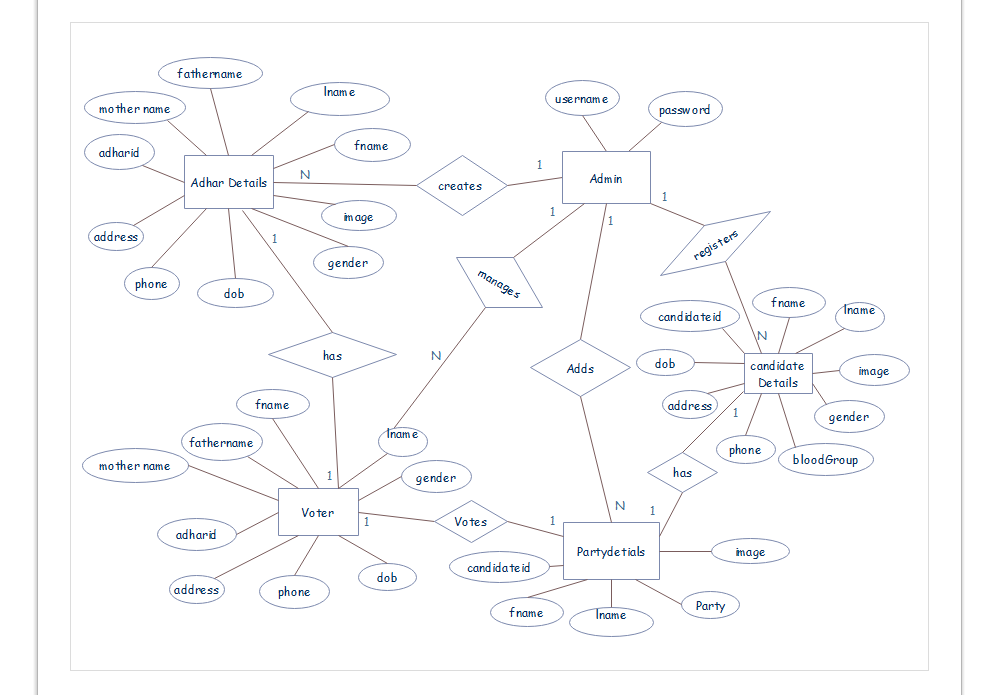 fathername
lname
mother name
username
password
fname
adharid
1
N
Adhar Details
creates
Admin
1
image
1
1
address
1
registers
gender
manages
phone
dob
candidateid
fname
lname
N
N
has
dob
Adds
image
candidate
Details
fname
address
1
gender
lname
fathername
phone
bloodGroup
mother name
has
1
gender
N
1
Voter
1
Votes
1
adharid
Partydetials
image
candidateid
dob
address
phone
Party
fname
lname